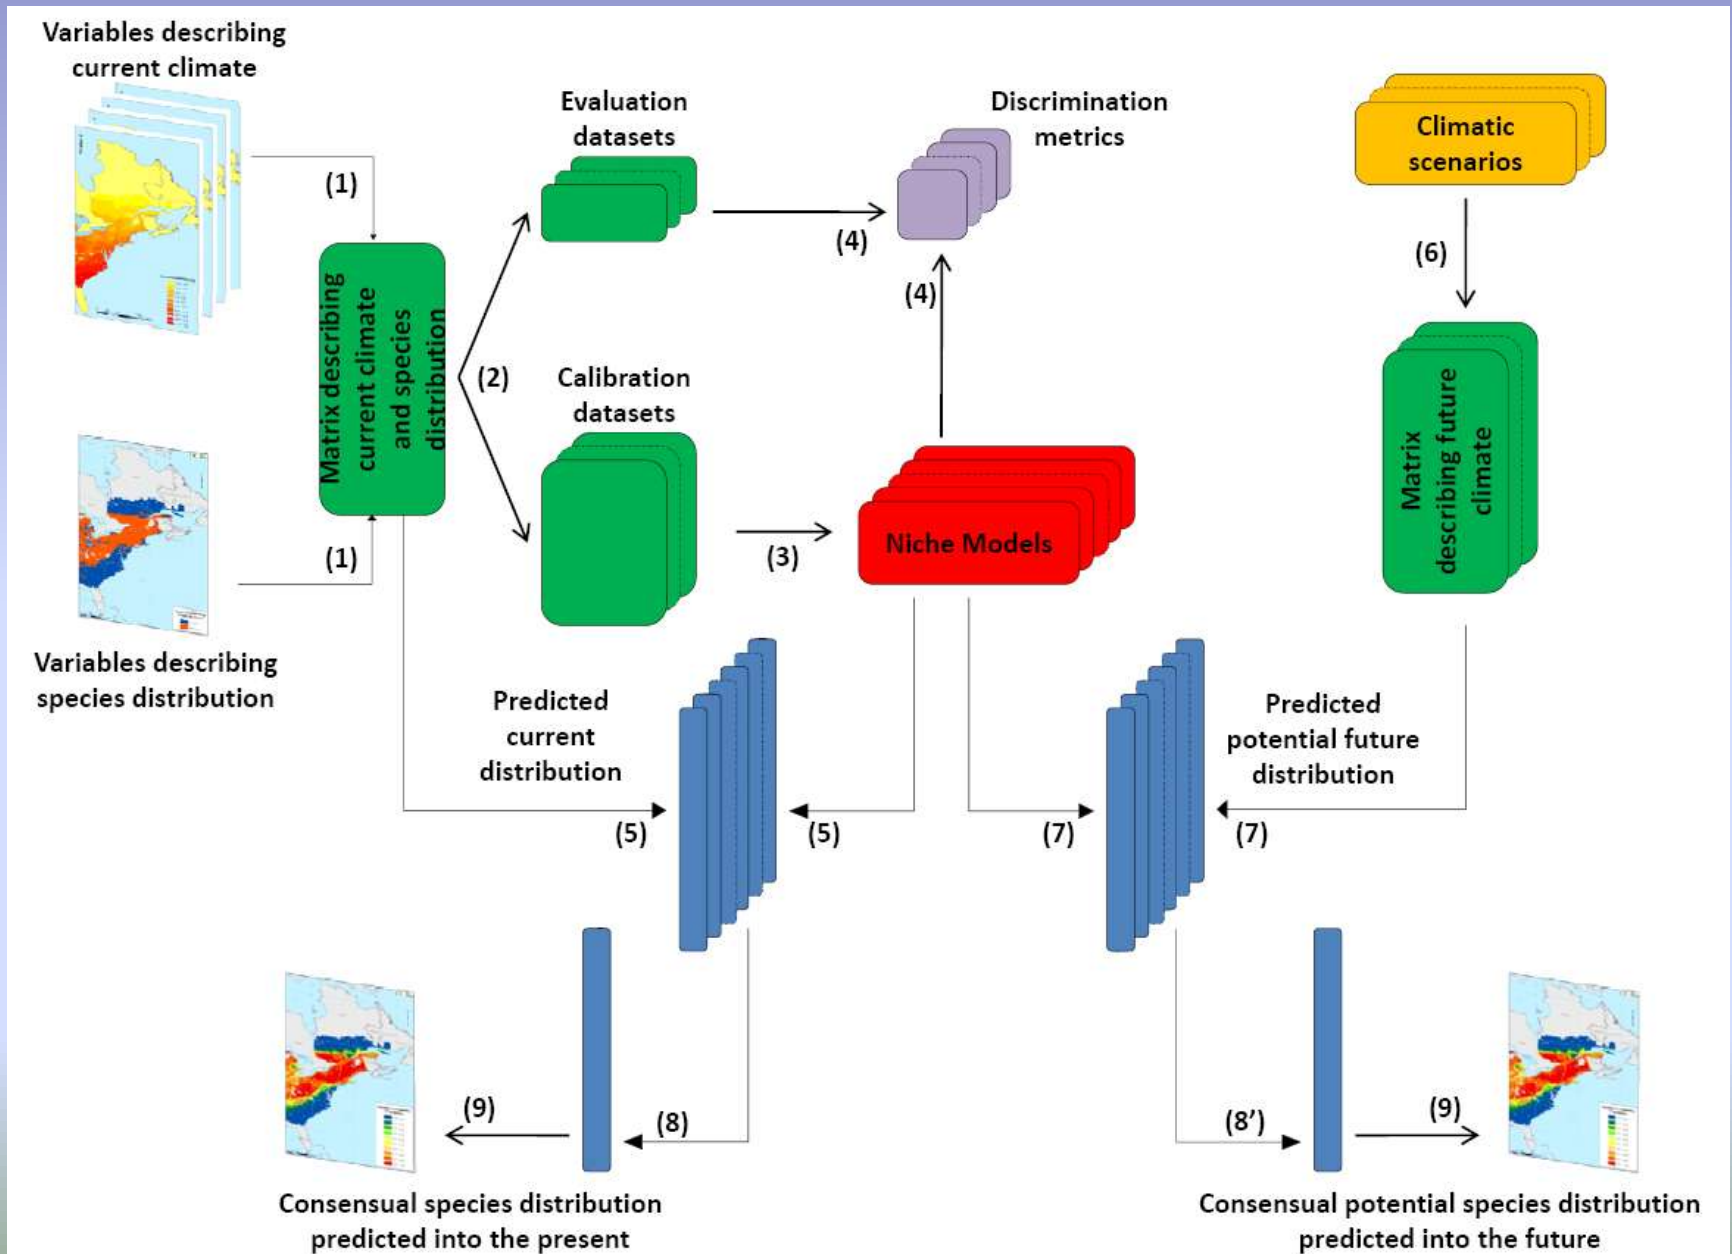 Variables describing
current climate
(1)
Evaluation
datasets
Discrimination
metrics
Climatic
scenarios
(4)
(6)
(4)
Matrix describing
current climate
and species
distribution
(2)
Calibration
datasets
(3)
Niche Models
Matrix
describing future
climate
(1)
Variables describing
species distribution
Predicted
current
distribution
Predicted
potential future
distribution
(5)
(5)
(7)
(7)
(9)
(8)
(8’)
(9)
Consensual species distribution
predicted into the present
Consensual potential species distribution
predicted into the future